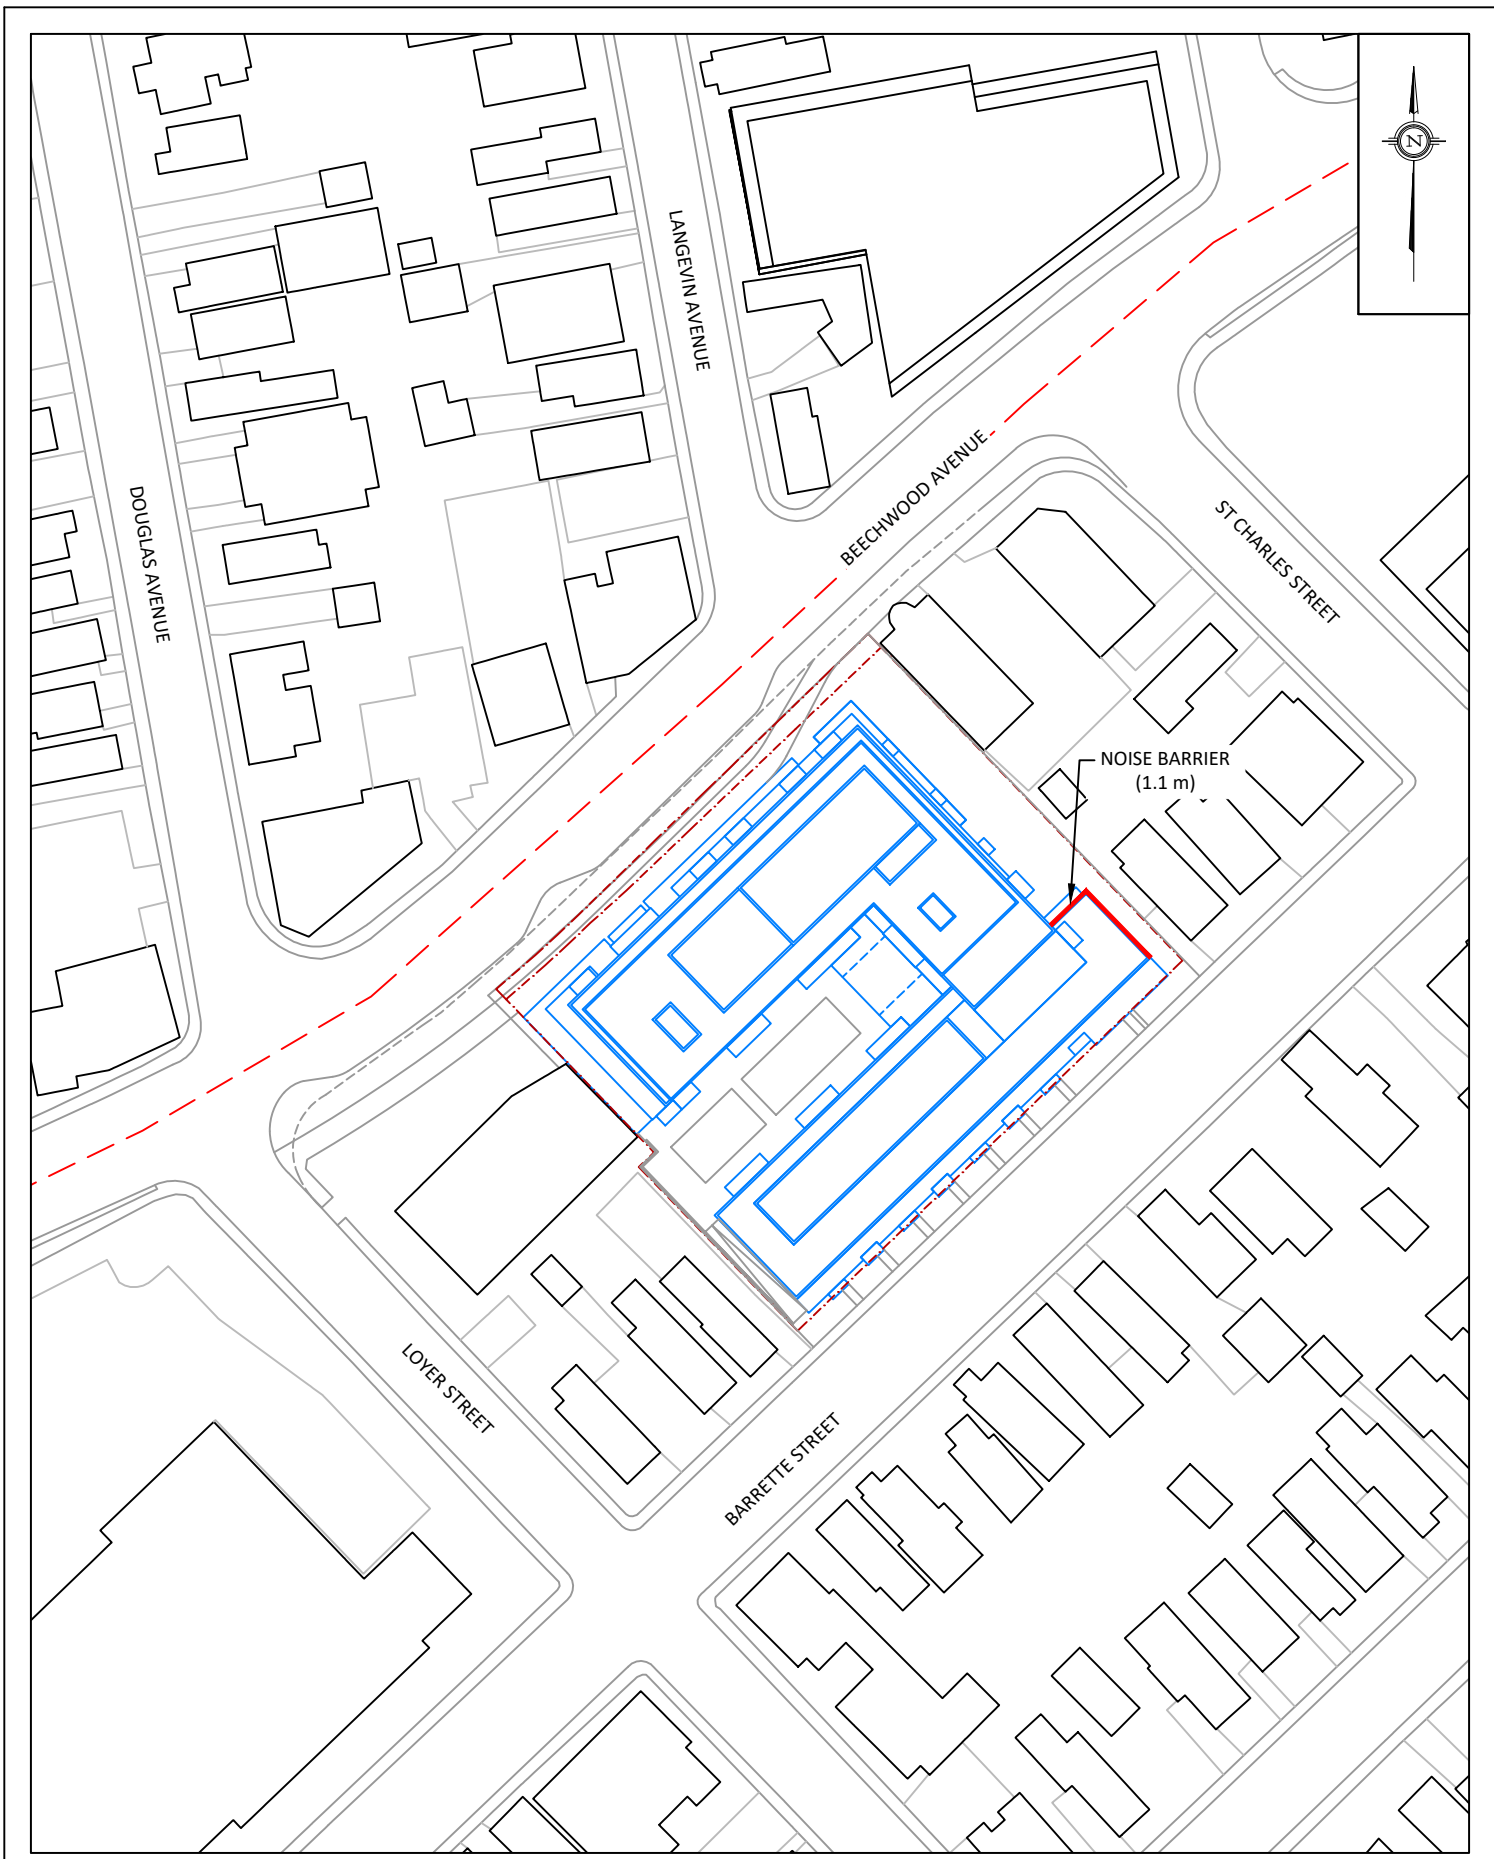 N
LANGEVIN AVENUE
DOUGLAS AVENUE
BEECHWOOD AVENUE
ST CHARLES STREET
NOISE BARRIER
(1.1 m)
LOYER STREET
BARRETTE STREET